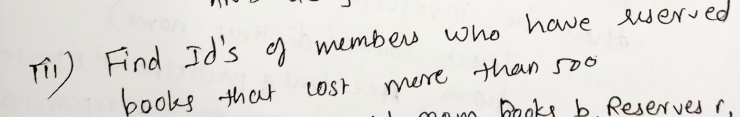 iii) Find Id's of members who have reserved
books that cost more than 500
Books b, Reserves r,